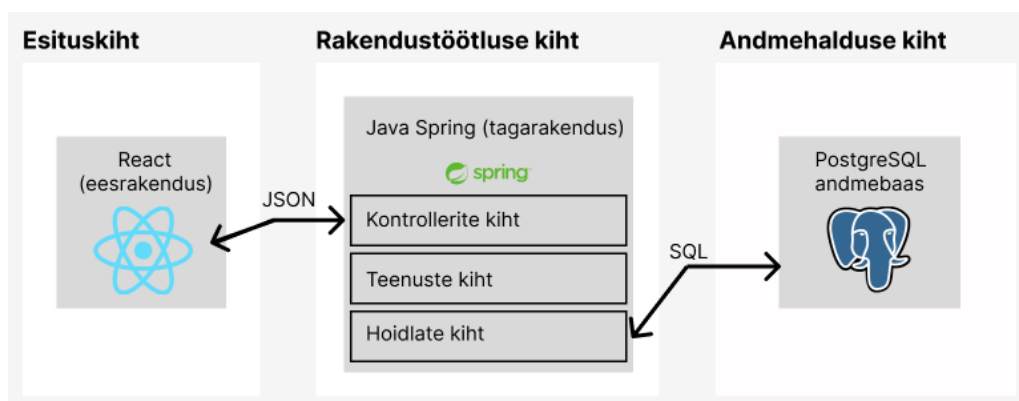 Esituskiht
Rakendustöötluse kiht
Andmehalduse kiht
React
(eesrakendus)
JSON
Java Spring (tagarakendus)
spring
Kontrollerite kiht
Teenuste kiht
Hoidlate kiht
SQL
PostgreSQL
andmebaas